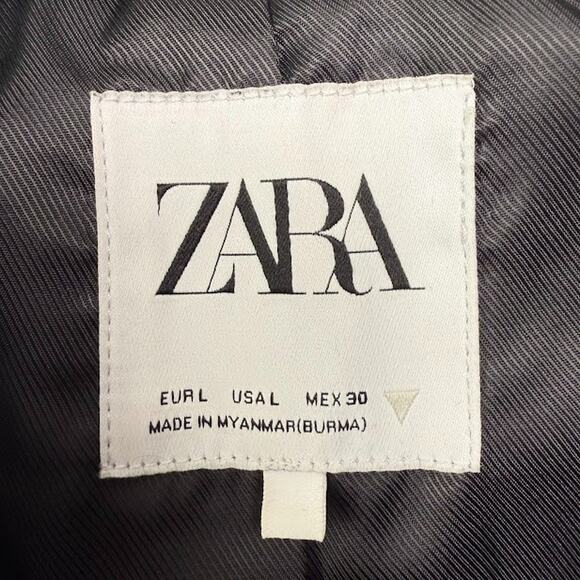 ZARA
EUR L USA L MEX 30
MADE IN MYANMAR(BURMA)